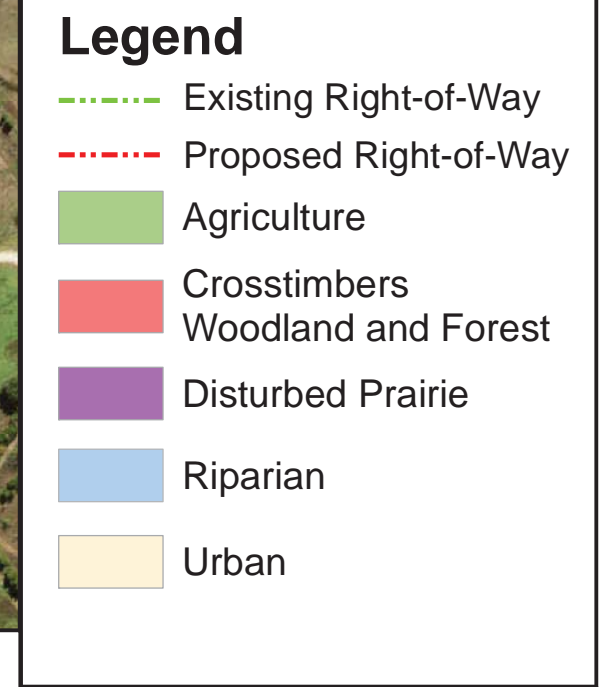 Legend
Existing Right-of-Way
Proposed Right-of-Way
Agriculture
Crosstimbers
Woodland and Forest
Disturbed Prairie
Riparian
Urban